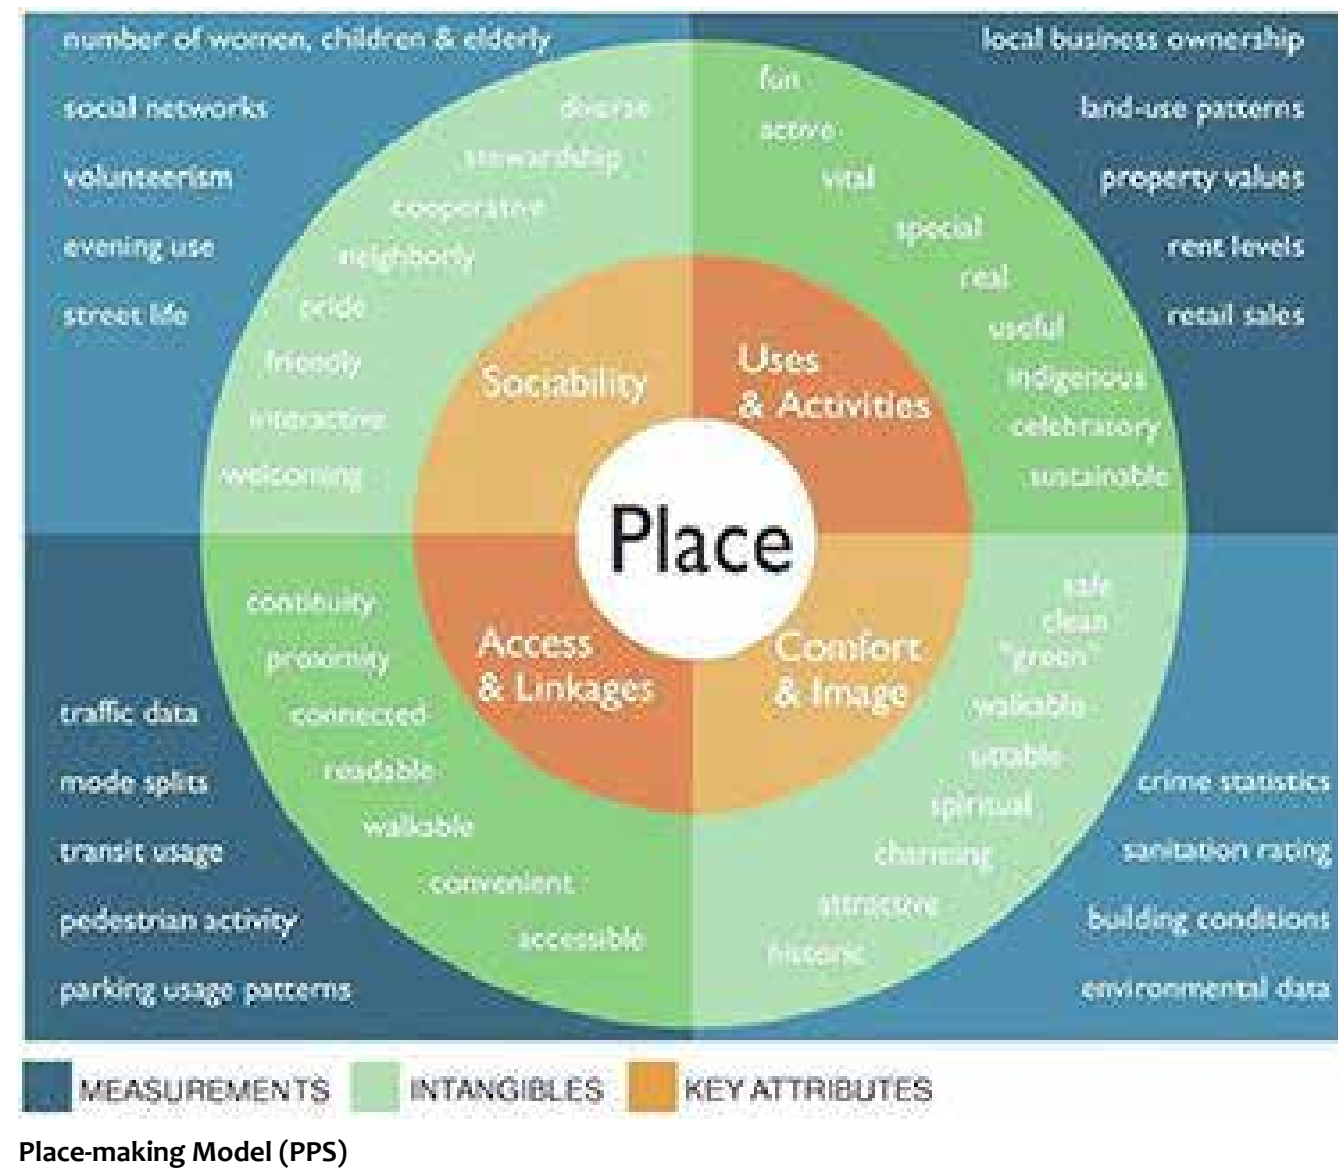 number of women, children & elderly
social networks
volunteerism
evening use
street life
diverse
stewardship
cooperative
neighborly
pride
friendly
interactive
welcoming
Sociability
local business ownership
land-use patterns
property values
rent levels
retail sales
fun
active
vital
special
real
useful
indigenous
celebratory
sustainable
Uses
& Activities
Place
continuity
proximity
connected
readable
walkable
convenient
accessible
Access
& Linkages
traffic data
mode splits
transit usage
pedestrian activity
parking usage patterns
Comfort
& Image
safe
clean
"green"
walkable
spiritual
charming
attractive
historic
crime statistics
sanitation rating
building conditions
environmental data
MEASUREMENTS
INTANGIBLES
KEY ATTRIBUTES
Place-making Model (PPS)